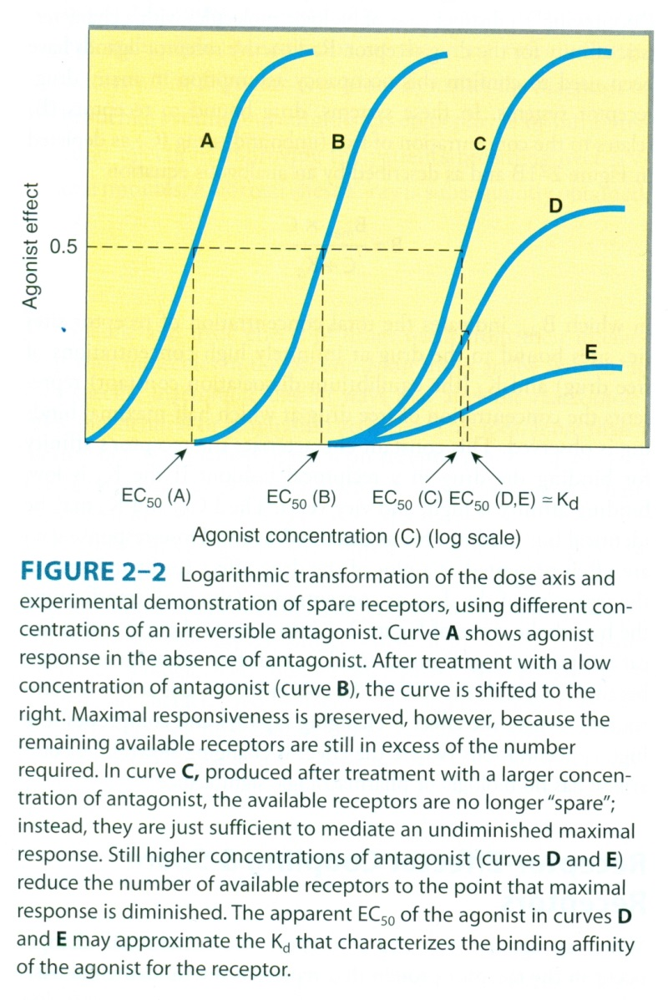 A
B
C
D
E
Agonist effect
0.5
EC50 (A)
EC50 (B)
EC50 (C) EC50 (D,E) ≃ Kd
Agonist concentration (C) (log scale)
FIGURE 2–2 Logarithmic transformation of the dose axis and
experimental demonstration of spare receptors, using different con-
centrations of an irreversible antagonist. Curve A shows agonist
response in the absence of antagonist. After treatment with a low
concentration of antagonist (curve B), the curve is shifted to the
right. Maximal responsiveness is preserved, however, because the
remaining available receptors are still in excess of the number
required. In curve C, produced after treatment with a larger concen-
tration of antagonist, the available receptors are no longer “spare”;
instead, they are just sufficient to mediate an undiminished maximal
response. Still higher concentrations of antagonist (curves D and E)
reduce the number of available receptors to the point that maximal
response is diminished. The apparent EC50 of the agonist in curves D
and E may approximate the Kd that characterizes the binding affinity
of the agonist for the receptor.